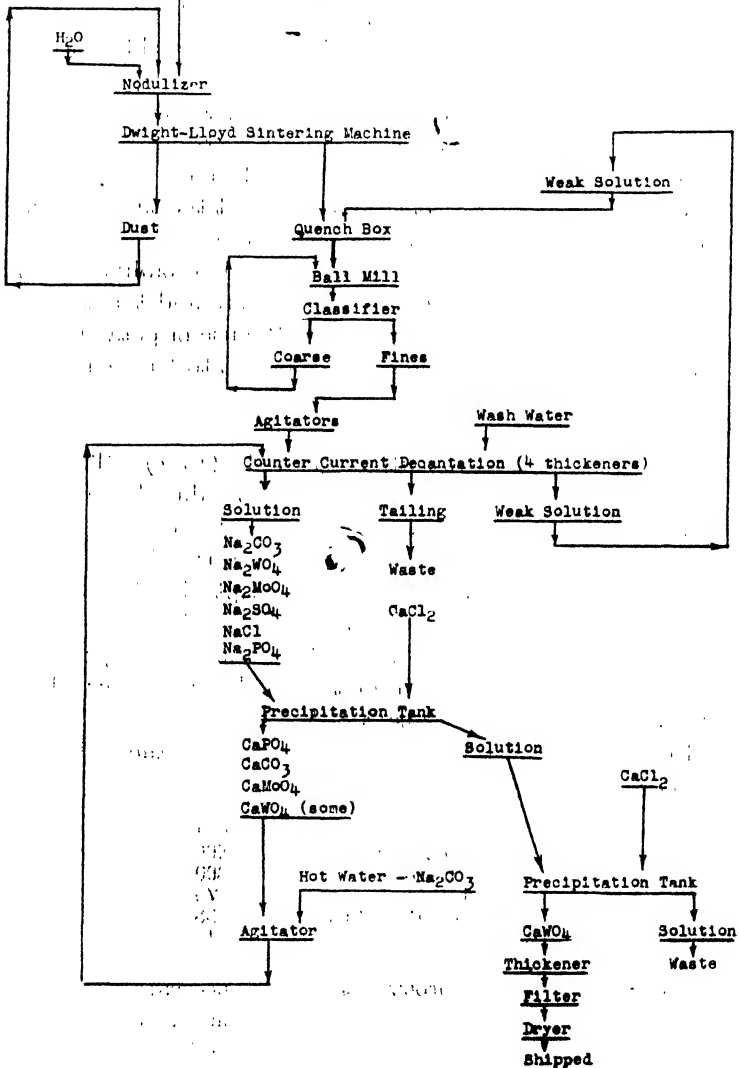 H2O
Nodulizer
Dwight-Lloyd Sintering Machine
Weak Solution
Dust
Quench Box
Ball Mill
Classifier
Coarse
Fines
Agitators
Wash Water
Counter Current Decantation (4 thickeners)
Solution
Tailing
Weak Solution
Na2CO3
Na2WO4
Na2MoO4
Na2SO4
NaCl
Na2PO4
Waste
CaCl2
Precipitation Tank
CaPO4
CaCO3
CaMoO4
CaWO4 (some)
Solution
CaCl2
Hot Water - Na2CO3
Precipitation Tank
Agitator
CaWO4
Solution
Thickener
Waste
Filter
Dryer
Shipped